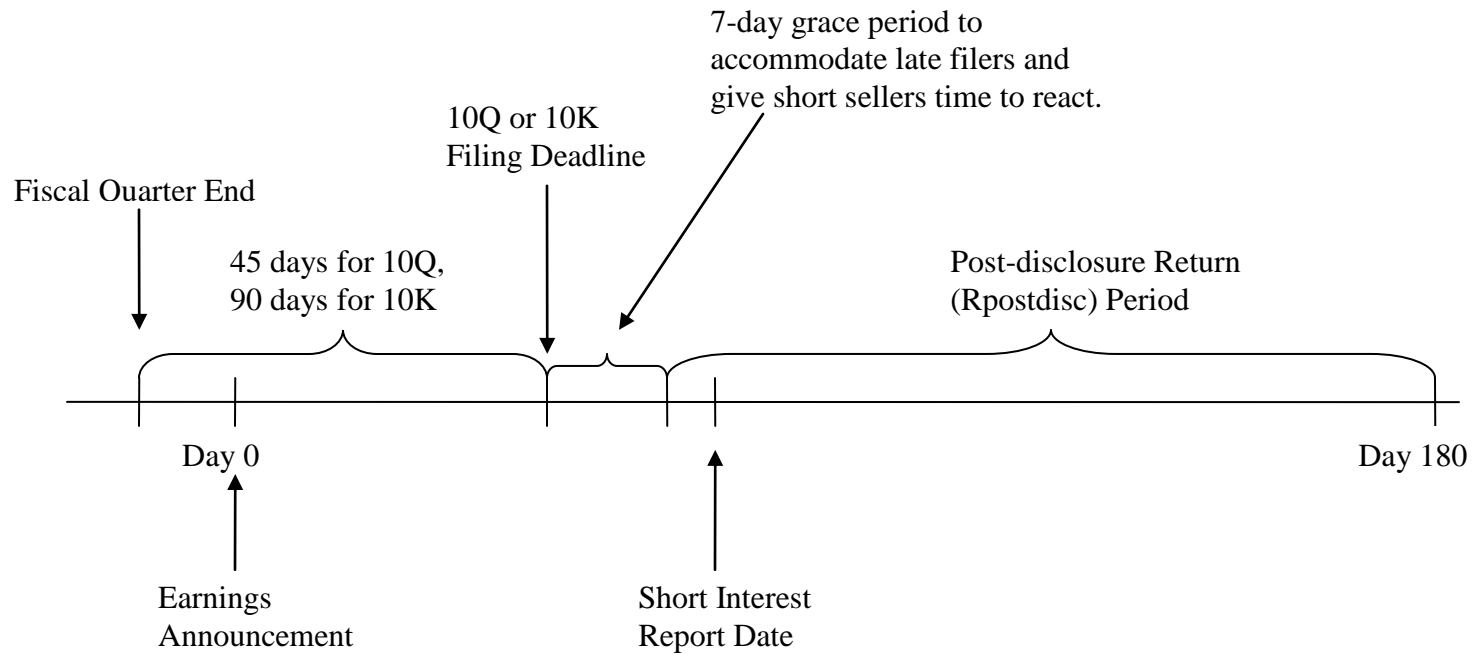 7-day grace period to
accommodate late filers and
give short sellers time to react.
10Q or 10K
Filing Deadline
Fiscal Quarter End
45 days for 10Q,
90 days for 10K
Post-disclosure Return
(Rpostdisc) Period
Day 0
Day 180
Earnings
Announcement
Short Interest
Report Date